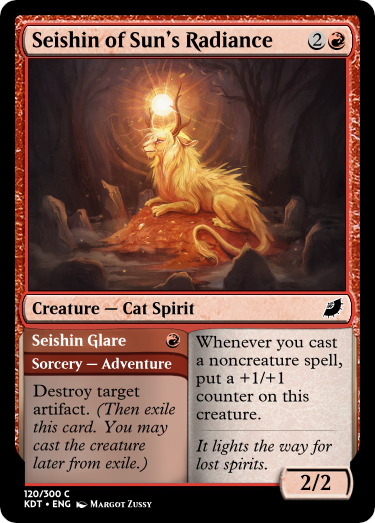 Seishin of Sun's Radiance 2
Creature — Cat Spirit
Seishin Glare
Sorcery — Adventure
Destroy target
artifact. (Then exile
this card. You may
cast the creature
later from exile.)
Whenever you cast
a noncreature spell,
put a +1/+1
counter on this
creature.
It lights the way for
lost spirits.
2/2
120/300 C
KDT • ENG Margot Zussy